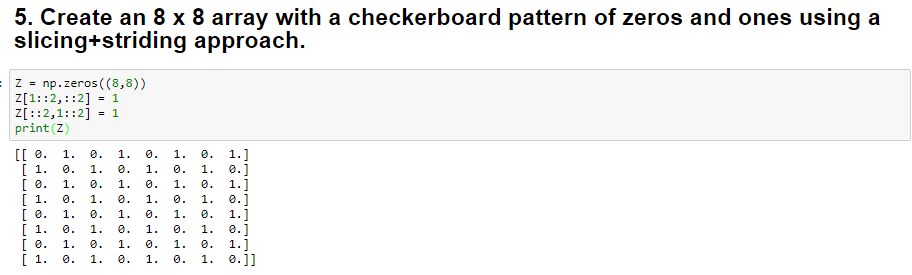 5. Create an 8 x 8 array with a checkerboard pattern of zeros and ones using a
slicing+striding approach.
Z = np.zeros((8,8))
Z[1::2,::2] = 1
Z[::2,1::2] = 1
print(Z)
[[ 0. 1. 0. 1. 0. 1. 0. 1.]
[ 1. 0. 1. 0. 1. 0. 1. 0.]
[ 0. 1. 0. 1. 0. 1. 0. 1.]
[ 1. 0. 1. 0. 1. 0. 1. 0.]
[ 0. 1. 0. 1. 0. 1. 0. 1.]
[ 1. 0. 1. 0. 1. 0. 1. 0.]
[ 0. 1. 0. 1. 0. 1. 0. 1.]
[ 1. 0. 1. 0. 1. 0. 1. 0.]]